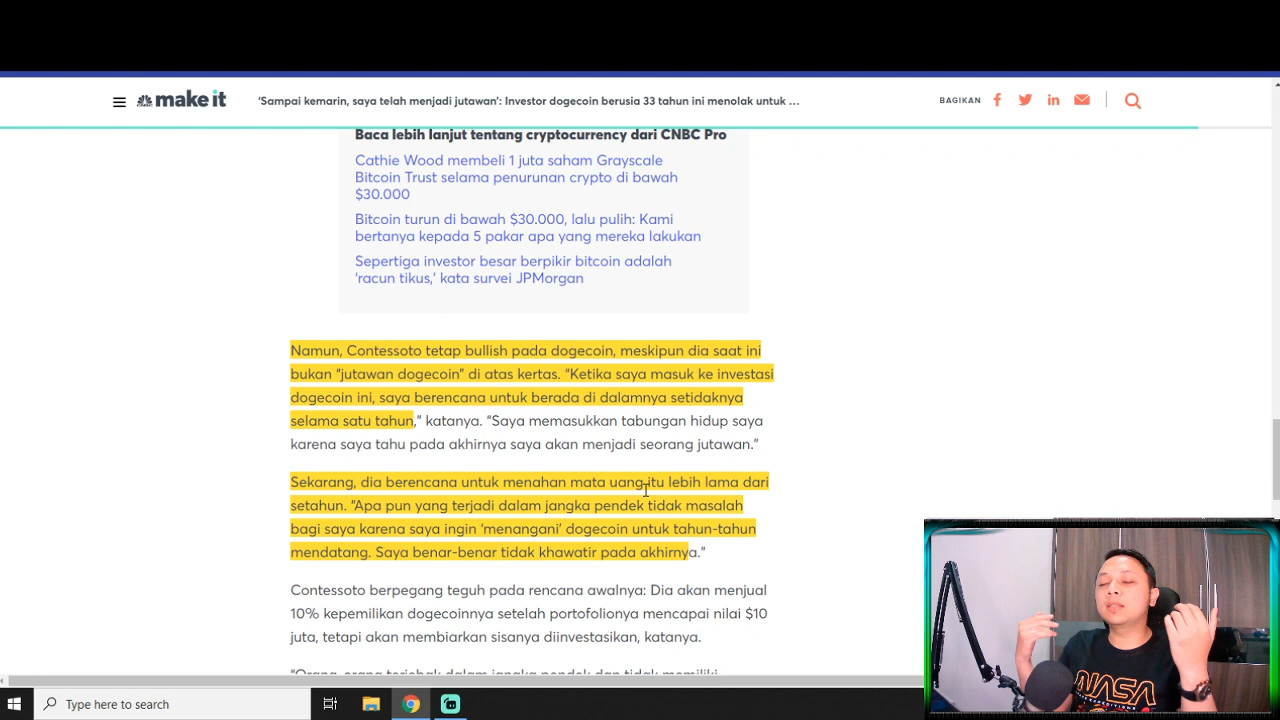 make it
'Sampai kemarin, saya telah menjadi jutawan': Investor dogecoin berusia 33 tahun ini menolak untuk ...
BAGIKAN
Baca lebih lanjut tentang cryptocurrency dari CNBC Pro
Cathie Wood membeli 1 juta saham Grayscale
Bitcoin Trust selama penurunan crypto di bawah
$30.000
Bitcoin turun di bawah $30.000, lalu pulih: Kami
bertanya kepada 5 pakar apa yang mereka lakukan
Sepertiga investor besar berpikir bitcoin adalah
'racun tikus,' kata survei JPMorgan
Namun, Contessoto tetap bullish pada dogecoin, meskipun dia saat ini
bukan "jutawan dogecoin" di atas kertas. "Ketika saya masuk ke investasi
dogecoin ini, saya berencana untuk berada di dalamnya setidaknya
selama satu tahun," katanya. "Saya memasukkan tabungan hidup saya
karena saya tahu pada akhirnya saya akan menjadi seorang jutawan."
Sekarang, dia berencana untuk menahan mata uang itu lebih lama dari
setahun. "Apa pun yang terjadi dalam jangka pendek tidak masalah
bagi saya karena saya ingin 'menangani' dogecoin untuk tahun-tahun
mendatang. Saya benar-benar tidak khawatir pada akhirnya."
Contessoto berpegang teguh pada rencana awalnya: Dia akan menjual
10% kepemilikan dogecoinnya setelah portofolionya mencapai nilai $10
juta, tetapi akan membiarkan sisanya diinvestasikan, katanya.
"Orang-orang terjebak dalam jangka pendek dan tidak memiliki
NASA
Type here to search